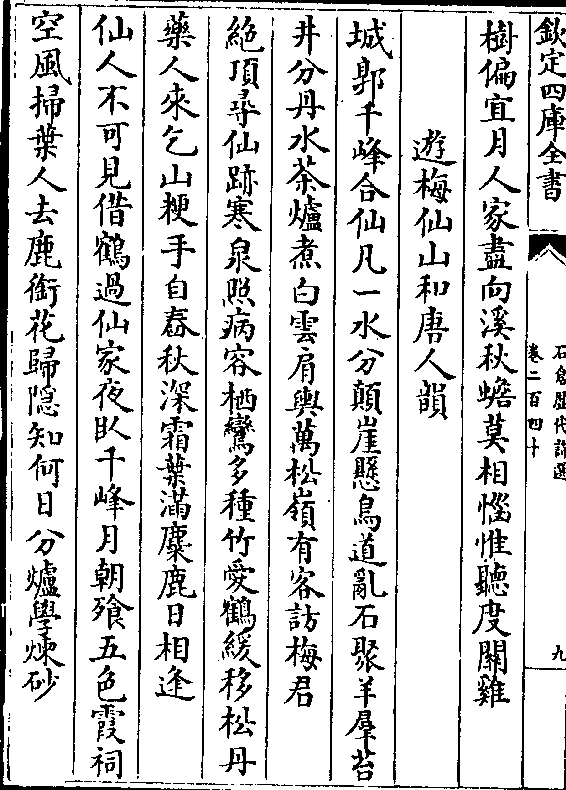 欽定四庫全書
石倉歷代詩選
卷二百四十
九
樹偏宜月人家盡向溪秋蟾莫相惱惟聽度關雞
遊梅仙山和唐人韻
城郭千峰合仙凡一水分顛崖懸鳥道亂石聚羊羣苔
井分丹水茶爐煮白雲肩輿萬松嶺有客訪梅君
絶頂尋仙跡寒泉照病容栖鸞多種竹愛鶴緩移松丹
藥人來乞山粳手自舂秋深霜葉滿麋鹿日相逢
仙人不可見借鶴過仙家夜臥千峰月朝飱五色霞祠
空風掃葉人去鹿銜花歸隠知何日分爐學煉砂